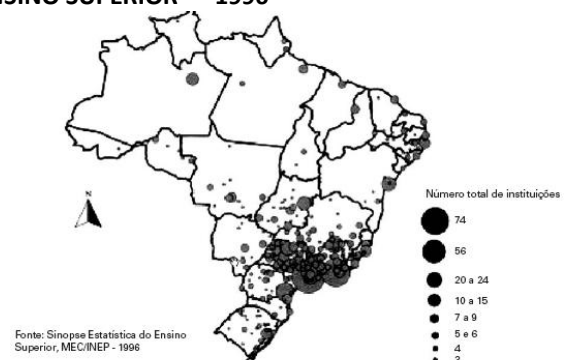 ENSINO SUPERIOR - 1996
N
Número total de instituições
74
56
20 a 24
10 a 15
7 a 9
5 e 6
4
3
Fonte: Sinopse Estatística do Ensino
Superior, MEC/INEP - 1996